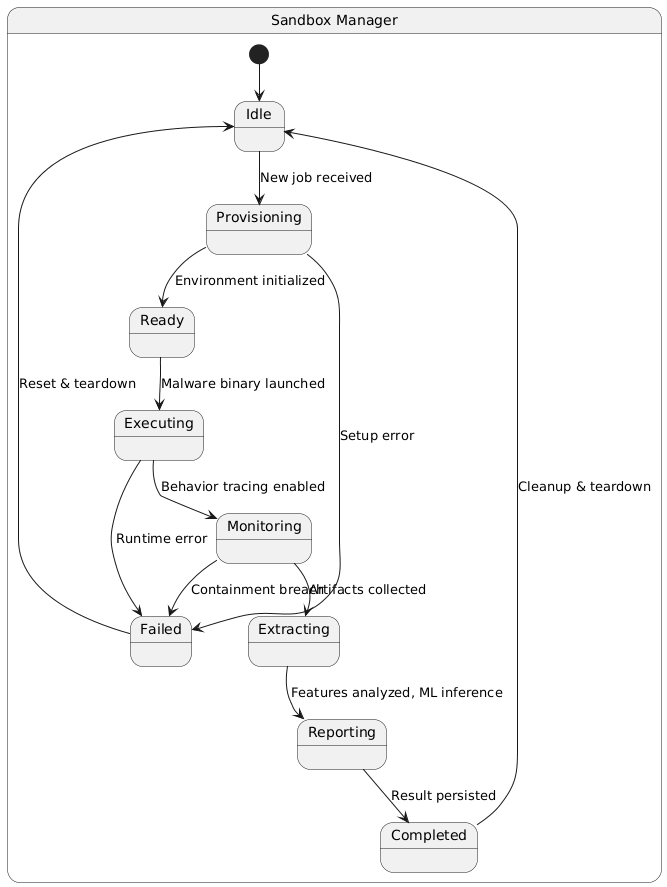 Sandbox Manager
Idle
New job received
Provisioning
Environment initialized
Ready
Reset & teardown
Malware binary launched
Executing
Setup error
Behavior tracing enabled
Cleanup & teardown
Monitoring
Runtime error
Containment breach
Artifacts collected
Failed
Extracting
Features analyzed, ML inference
Reporting
Result persisted
Completed